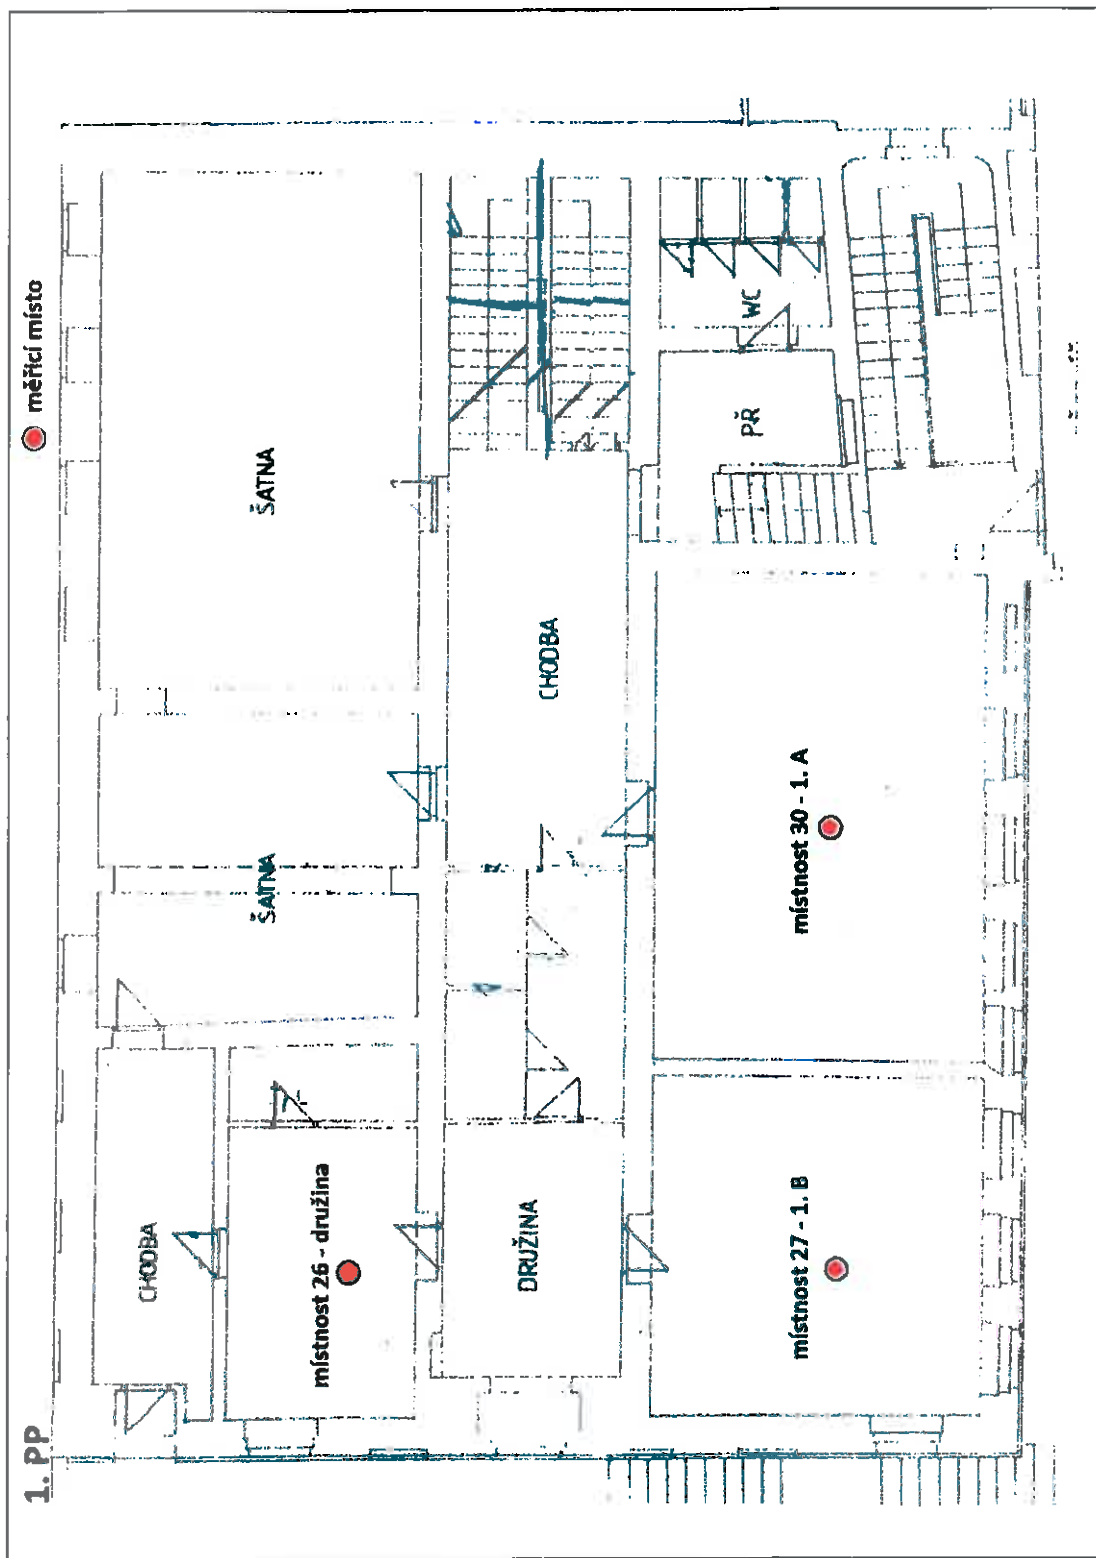 1. PP
měřicí místo
CHODBA
ŠATNA
ŠATNA
místnost 26 - družina
DRUŽINA
CHODBA
WC
PŘ
místnost 27 - 1. B
místnost 30 - 1. A